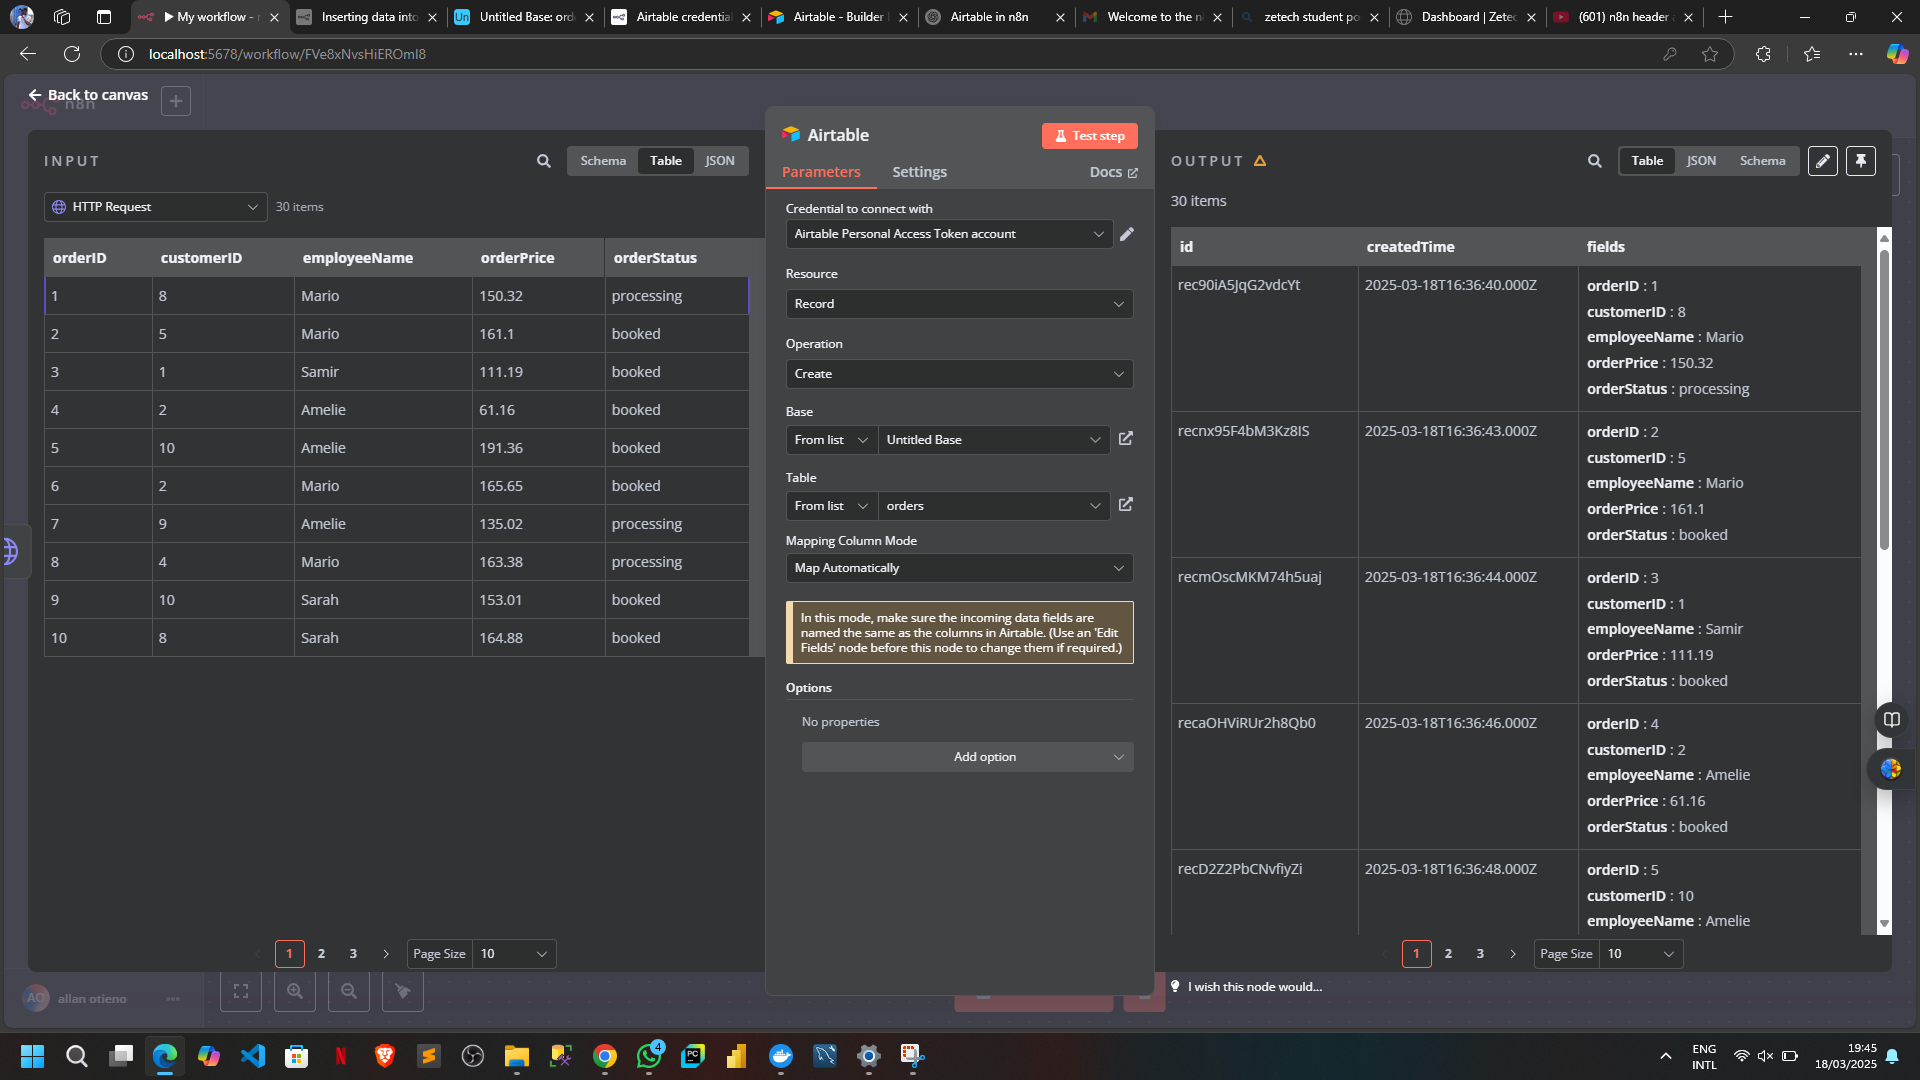 My workflow - n
Inserting data into
Untitled Base: ord
Airtable credential
Airtable - Builder
Airtable in n8n
Welcome to the n
zetech student po
Dashboard | Zetec
(601) n8n header
localhost:5678/workflow/FVe8xNvsHiEROmI8
Back to canvas
n8n
INPUT
Schema
Table
JSON
HTTP Request
30 items
orderID customerID employeeName orderPrice orderStatus
1 8 Mario 150.32 processing
2 5 Mario 161.1 booked
3 1 Samir 111.19 booked
4 2 Amelie 61.16 booked
5 10 Amelie 191.36 booked
6 2 Mario 165.65 booked
7 9 Amelie 135.02 processing
8 4 Mario 163.38 processing
9 10 Sarah 153.01 booked
10 8 Sarah 164.88 booked
1 2 3
Page Size 10
Airtable
Test step
Parameters
Settings
Docs
Credential to connect with
Airtable Personal Access Token account
Resource
Record
Operation
Create
Base
From list
Untitled Base
Table
From list
orders
Mapping Column Mode
Map Automatically
In this mode, make sure the incoming data fields are
named the same as the columns in Airtable. (Use an 'Edit
Fields' node before this node to change them if required.)
Options
No properties
Add option
OUTPUT
Table
JSON
Schema
30 items
id createdTime fields
rec90iA5JqG2vdcYt 2025-03-18T16:36:40.000Z orderID : 1
customerID : 8
employeeName : Mario
orderPrice : 150.32
orderStatus : processing
recnx95F4bM3Kz8IS 2025-03-18T16:36:43.000Z orderID : 2
customerID : 5
employeeName : Mario
orderPrice : 161.1
orderStatus : booked
recmOscMKM74h5uaj 2025-03-18T16:36:44.000Z orderID : 3
customerID : 1
employeeName : Samir
orderPrice : 111.19
orderStatus : booked
recaOHViRUr2h8Qb0 2025-03-18T16:36:46.000Z orderID : 4
customerID : 2
employeeName : Amelie
orderPrice : 61.16
orderStatus : booked
recD2Z2PbCNvfiyZi 2025-03-18T16:36:48.000Z orderID : 5
customerID : 10
employeeName : Amelie
1 2 3
Page Size 10
I wish this node would...
AO
allan otieno
4
PC
ENG
INTL
19:45
18/03/2025